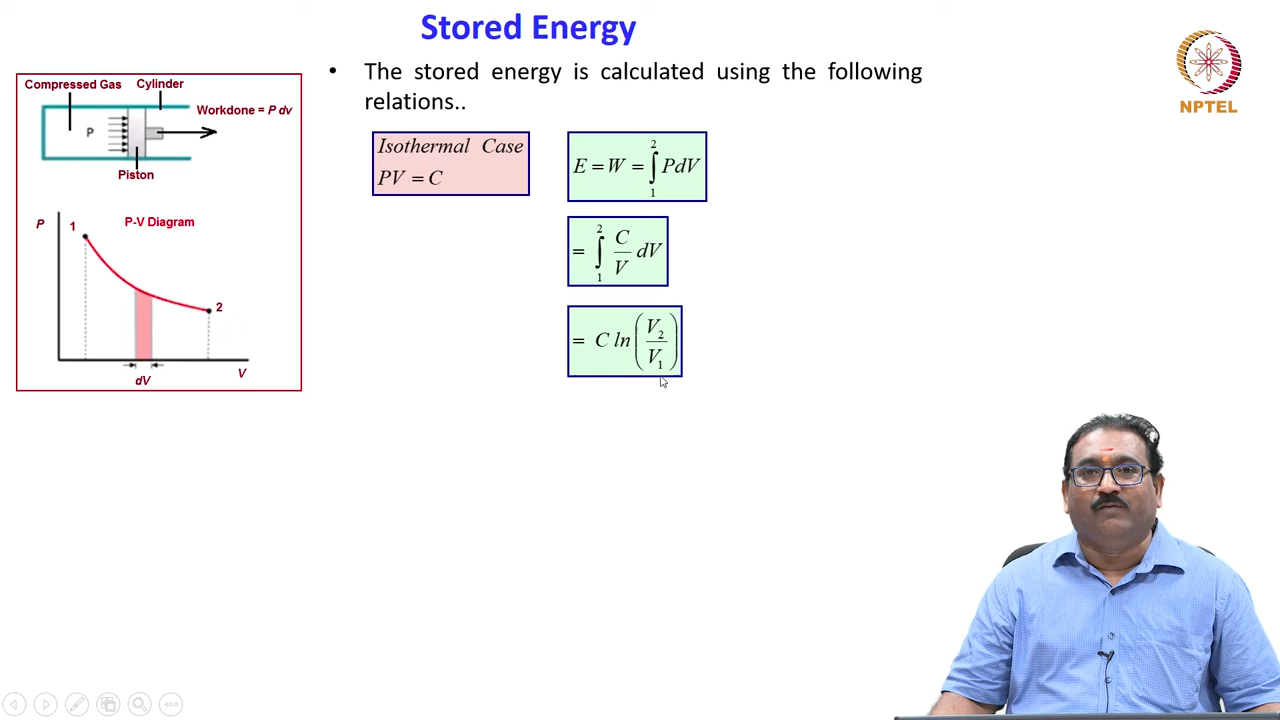 Stored Energy
NPTEL
• The stored energy is calculated using the following
relations..
Compressed Gas Cylinder
Workdone = P dv
P
Piston
P
P-V Diagram
1
2
dV
V
Isothermal Case
PV = C
E = W = ∫₁² PdV
= ∫₁² C/V dV
= C ln(V₂/V₁)